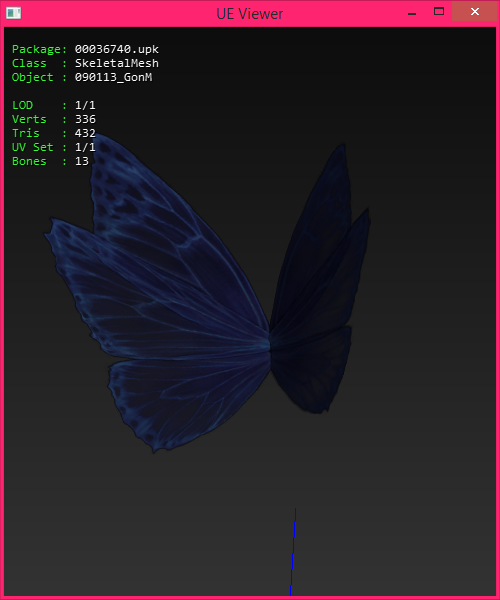 UE Viewer
Package: 00036740.upk
Class  : SkeletalMesh
Object : 090113_GonM
LOD    : 1/1
Verts  : 336
Tris   : 432
UV Set : 1/1
Bones  : 13